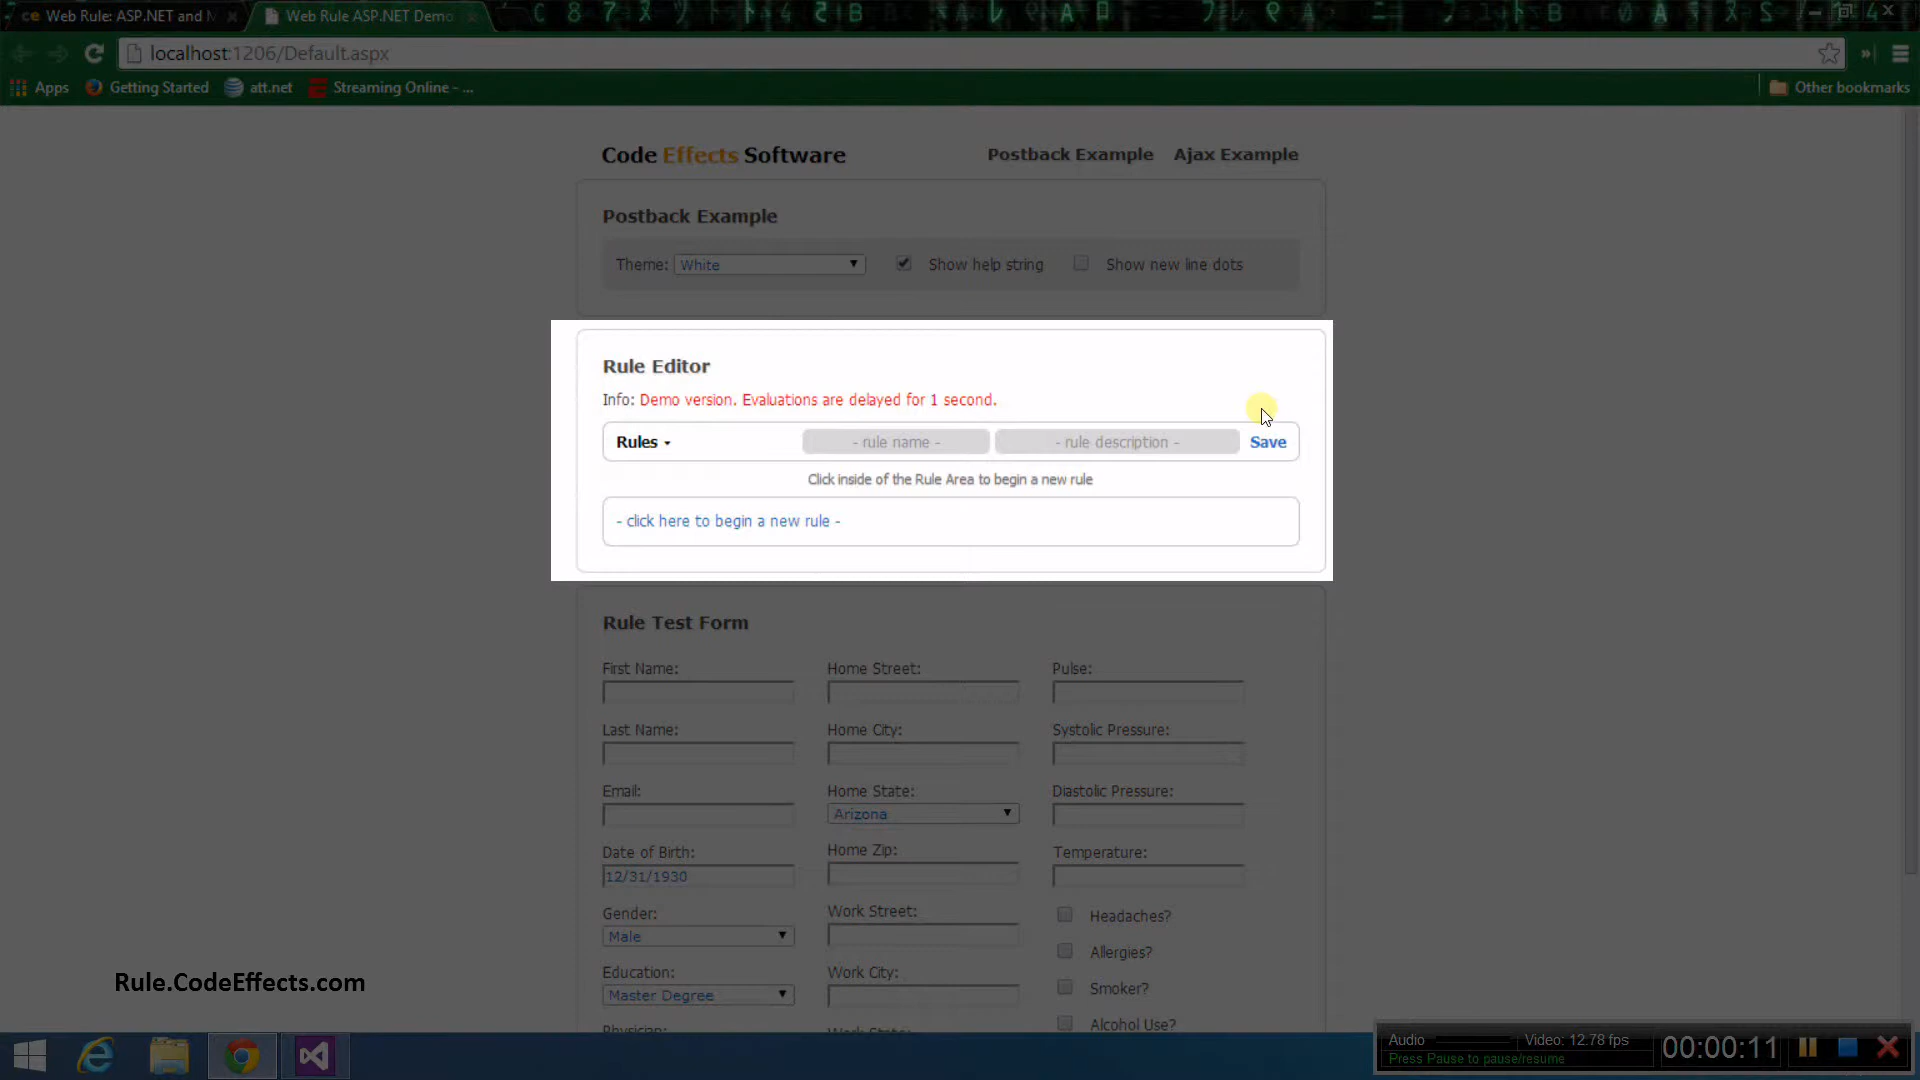 Web Rule: ASP.NET and M
Web Rule ASP.NET Demo
localhost:1206/Default.aspx
Apps
Getting Started
att.net
Streaming Online - ...
Other bookmarks
Code Effects Software
Postback Example
Ajax Example
Postback Example
Theme:
White
Show help string
Show new line dots
Rule Editor
Info: Demo version. Evaluations are delayed for 1 second.
Rules
- rule name -
- rule description -
Save
Click inside of the Rule Area to begin a new rule
- click here to begin a new rule -
Rule Test Form
First Name:
Home Street:
Pulse:
Last Name:
Home City:
Systolic Pressure:
Email:
Home State:
Diastolic Pressure:
Arizona
Date of Birth:
Home Zip:
Temperature:
12/31/1930
Gender:
Work Street:
Headaches?
Male
Allergies?
Education:
Work City:
Smoker?
Master Degree
Alcohol Use?
Physician:
Work State:
Rule.CodeEffects.com
Audio
Video: 12.78 fps
00:00:11
Press Pause to pause/resume